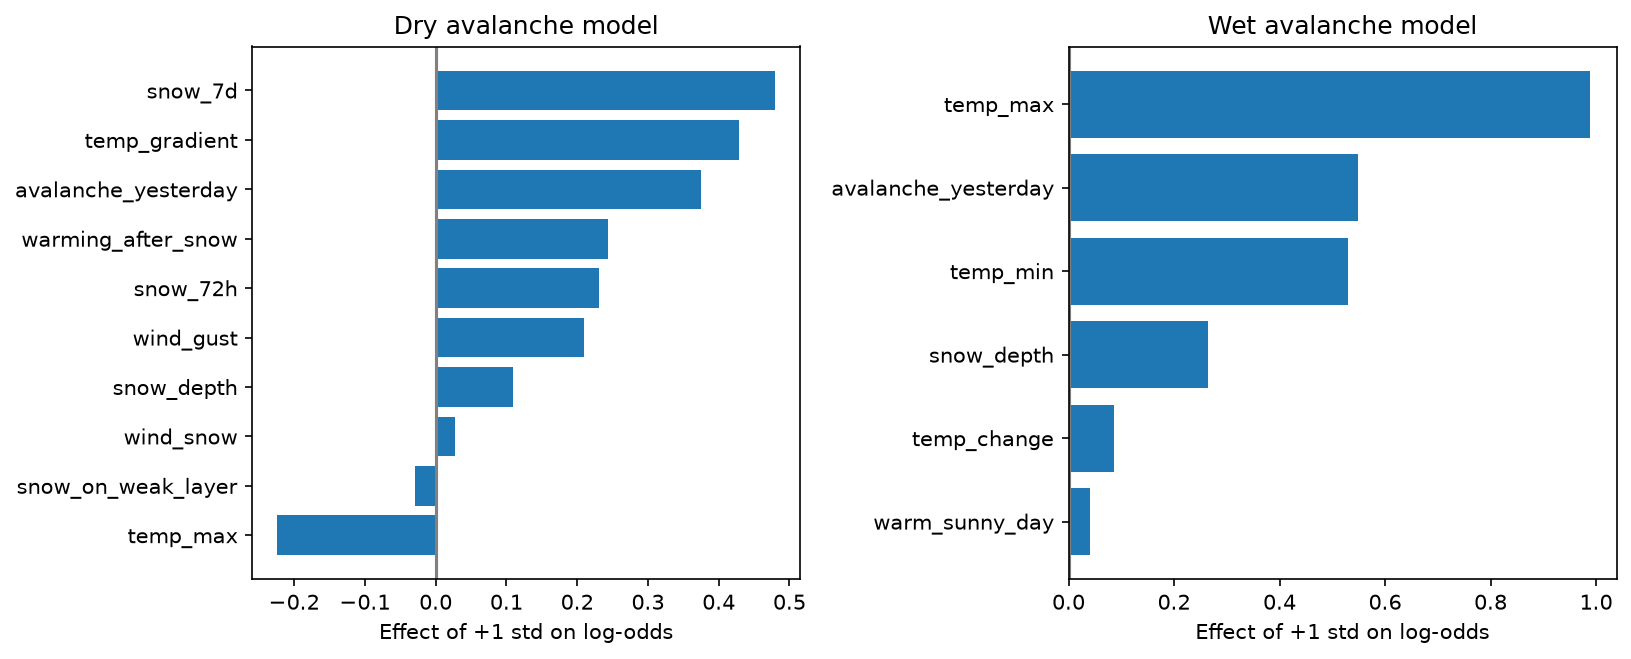 Dry avalanche model
snow_7d
temp_gradient
avalanche_yesterday
warming_after_snow
snow_72h
wind_gust
snow_depth
wind_snow
snow_on_weak_layer
temp_max
−0.2 −0.1 0.0 0.1 0.2 0.3 0.4 0.5
Effect of +1 std on log-odds
Wet avalanche model
temp_max
avalanche_yesterday
temp_min
snow_depth
temp_change
warm_sunny_day
0.0 0.2 0.4 0.6 0.8 1.0
Effect of +1 std on log-odds